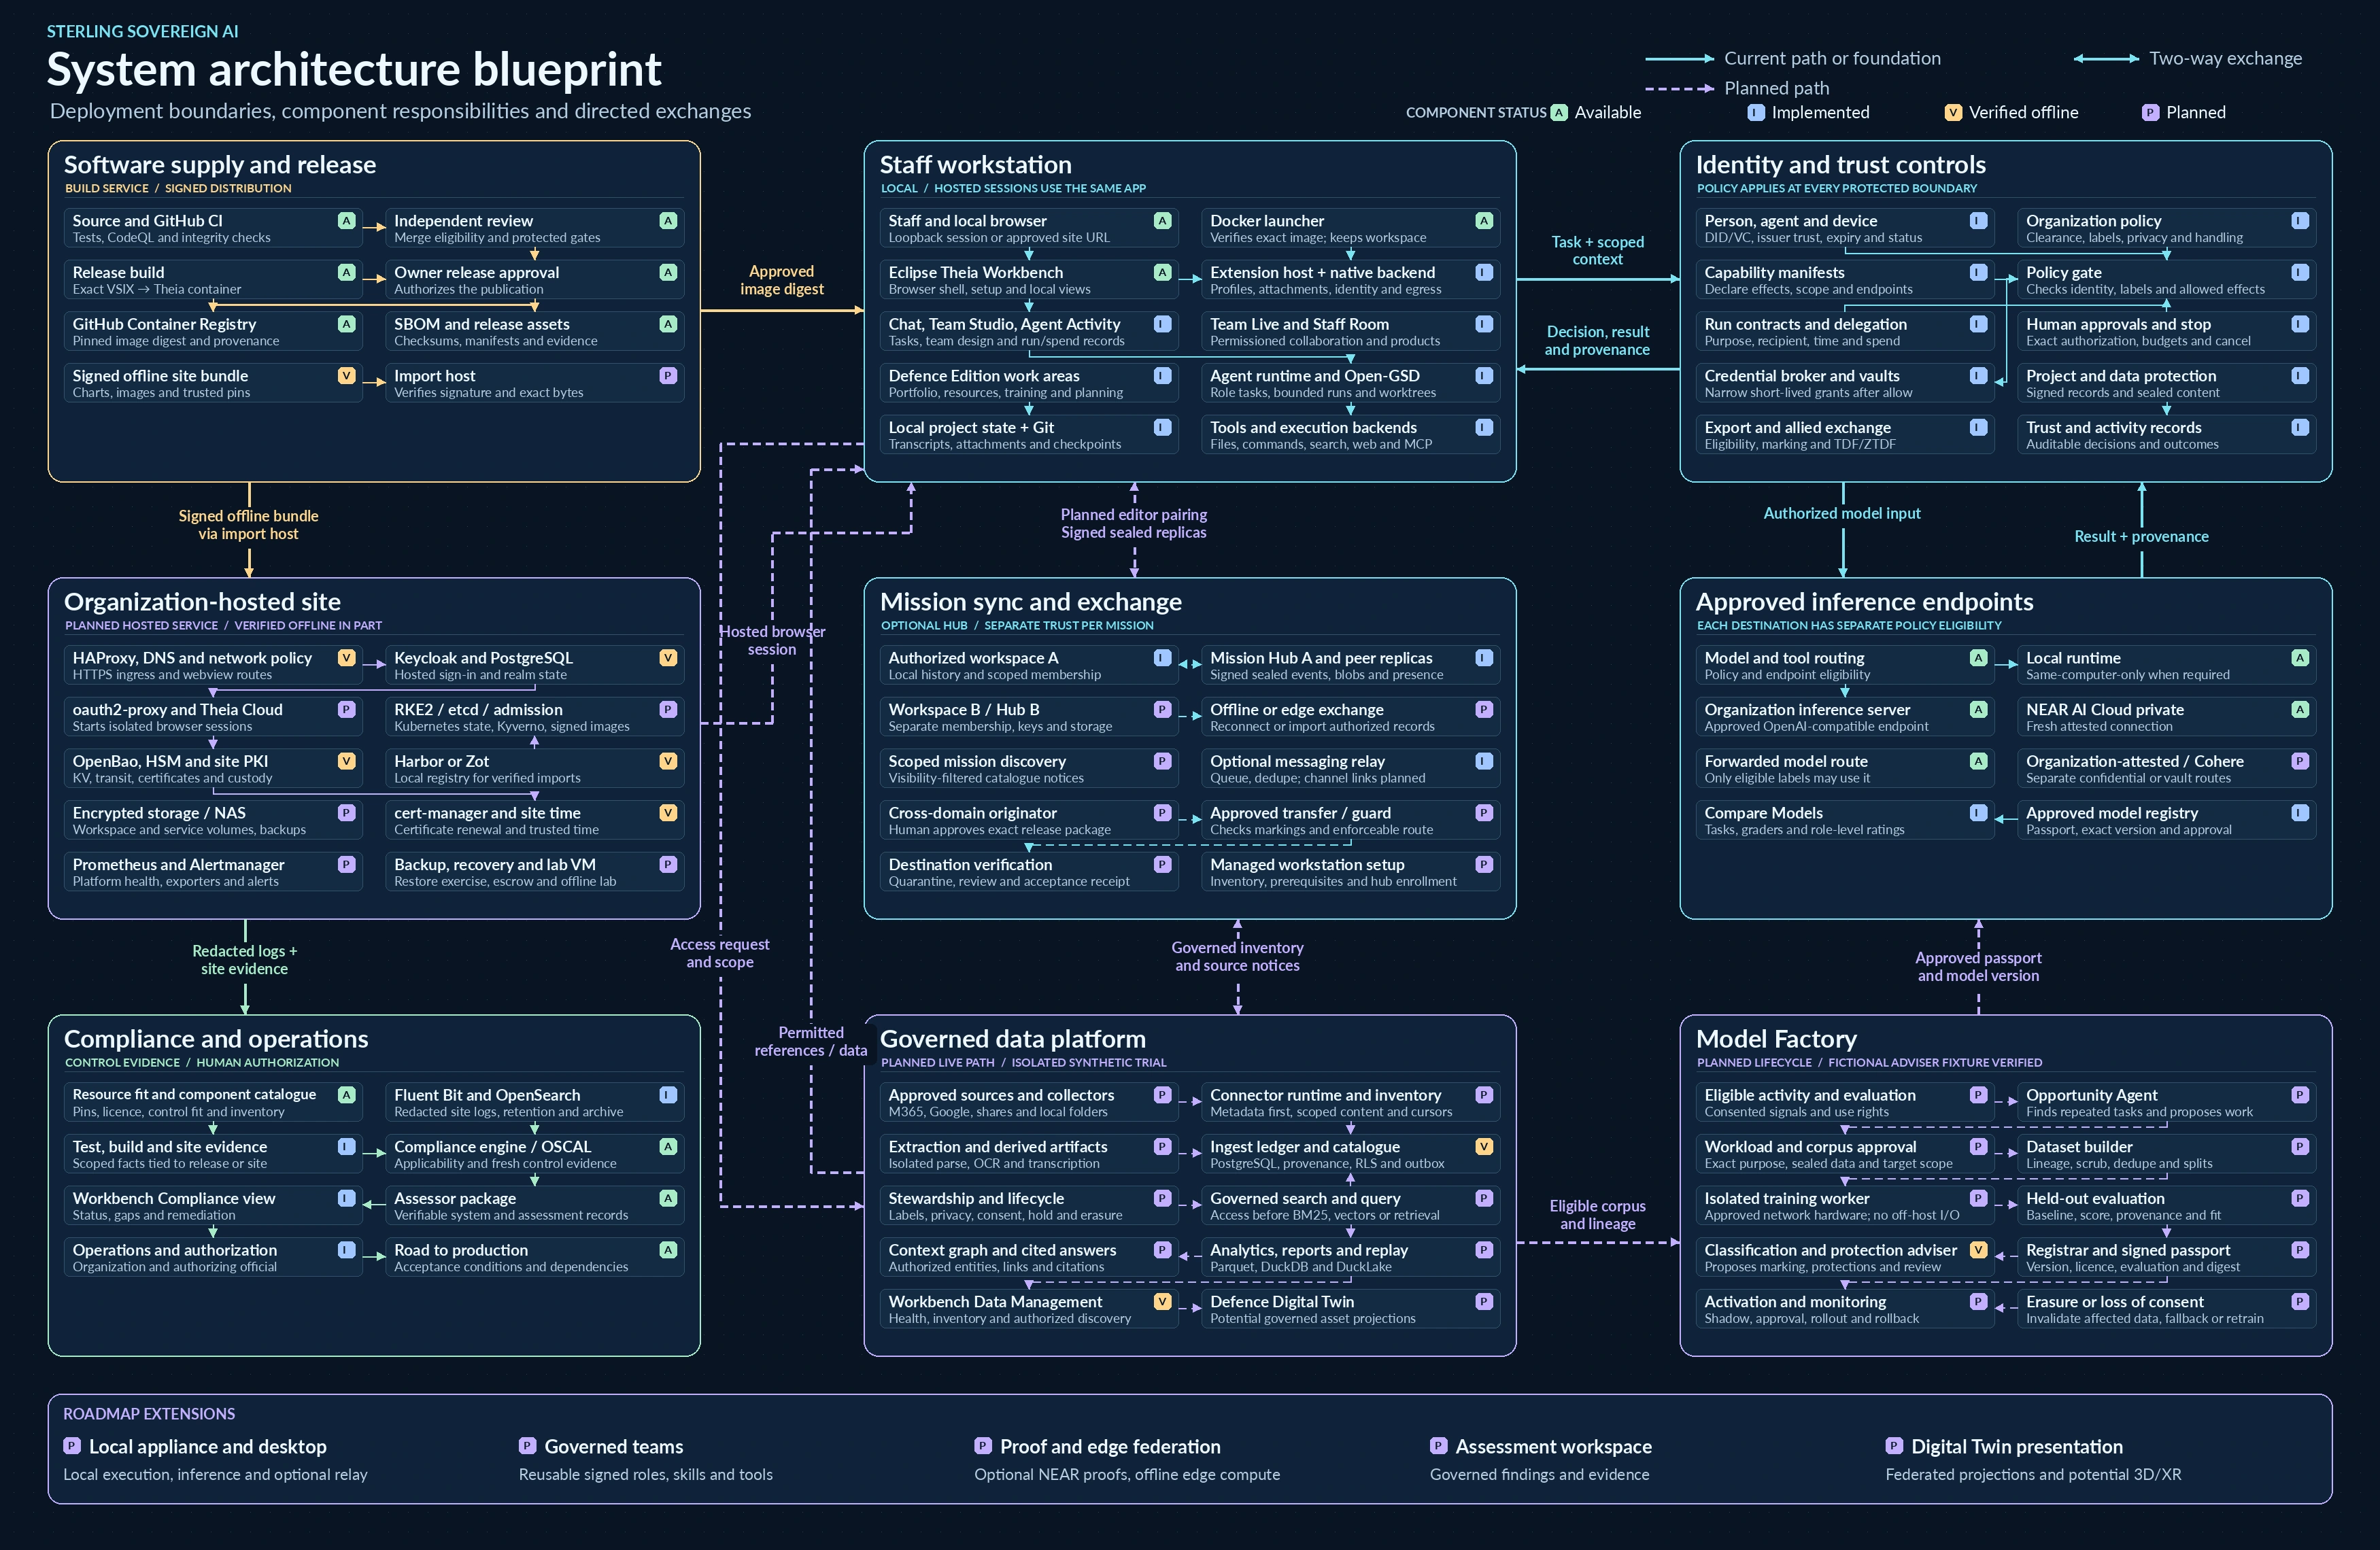 STERLING SOVEREIGN AI
System architecture blueprint
Deployment boundaries, component responsibilities and directed exchanges
Current path or foundation
Two-way exchange
Planned path
COMPONENT STATUS
A Available
I Implemented
V Verified offline
P Planned
Software supply and release
BUILD SERVICE / SIGNED DISTRIBUTION
Source and GitHub CI A
Tests, CodeQL and integrity checks
Independent review A
Merge eligibility and protected gates
Release build A
Exact VSIX → Theia container
Owner release approval A
Authorizes the publication
GitHub Container Registry A
Pinned image digest and provenance
SBOM and release assets A
Checksums, manifests and evidence
Signed offline site bundle V
Charts, images and trusted pins
Import host P
Verifies signature and exact bytes
Approved
image digest
Staff workstation
LOCAL / HOSTED SESSIONS USE THE SAME APP
Staff and local browser A
Loopback session or approved site URL
Docker launcher A
Verifies exact image; keeps workspace
Eclipse Theia Workbench A
Browser shell, setup and local views
Extension host + native backend I
Profiles, attachments, identity and egress
Chat, Team Studio, Agent Activity I
Tasks, team design and run/spend records
Team Live and Staff Room I
Permissioned collaboration and products
Defence Edition work areas I
Portfolio, resources, training and planning
Agent runtime and Open-GSD I
Role tasks, bounded runs and worktrees
Local project state + Git I
Transcripts, attachments and checkpoints
Tools and execution backends I
Files, commands, search, web and MCP
Task + scoped
context
Decision, result
and provenance
Identity and trust controls
POLICY APPLIES AT EVERY PROTECTED BOUNDARY
Person, agent and device I
DID/VC, issuer trust, expiry and status
Organization policy I
Clearance, labels, privacy and handling
Capability manifests I
Declare effects, scope and endpoints
Policy gate I
Checks identity, labels and allowed effects
Run contracts and delegation I
Purpose, recipient, time and spend
Human approvals and stop I
Exact authorization, budgets and cancel
Credential broker and vaults I
Narrow short-lived grants after allow
Project and data protection I
Signed records and sealed content
Export and allied exchange I
Eligibility, marking and TDF/ZTDF
Trust and activity records I
Auditable decisions and outcomes
Signed offline bundle
via import host
Planned editor pairing
Signed sealed replicas
Authorized model input
Result + provenance
Organization-hosted site
PLANNED HOSTED SERVICE / VERIFIED OFFLINE IN PART
HAProxy, DNS and network policy V
HTTPS ingress and webview routes
Keycloak and PostgreSQL V
Hosted sign-in and realm state
oauth2-proxy and Theia Cloud P
Starts isolated browser sessions
RKE2 / etcd / admission P
Kubernetes state, Kyverno, signed images
OpenBao, HSM and site PKI V
KV, transit, certificates and custody
Harbor or Zot V
Local registry for verified imports
Encrypted storage / NAS P
Workspace and service volumes, backups
cert-manager and site time V
Certificate renewal and trusted time
Prometheus and Alertmanager P
Platform health, exporters and alerts
Backup, recovery and lab VM P
Restore exercise, escrow and offline lab
Hosted browser
session
Mission sync and exchange
OPTIONAL HUB / SEPARATE TRUST PER MISSION
Authorized workspace A I
Local history and scoped membership
Mission Hub A and peer replicas I
Signed sealed events, blobs and presence
Workspace B / Hub B P
Separate membership, keys and storage
Offline or edge exchange P
Reconnect or import authorized records
Scoped mission discovery P
Visibility-filtered catalogue notices
Optional messaging relay I
Queue, dedupe; channel links planned
Cross-domain originator P
Human approves exact release package
Approved transfer / guard P
Checks markings and enforceable route
Destination verification P
Quarantine, review and acceptance receipt
Managed workstation setup P
Inventory, prerequisites and hub enrollment
Approved inference endpoints
EACH DESTINATION HAS SEPARATE POLICY ELIGIBILITY
Model and tool routing A
Policy and endpoint eligibility
Local runtime A
Same-computer-only when required
Organization inference server A
Approved OpenAI-compatible endpoint
NEAR AI Cloud private A
Fresh attested connection
Forwarded model route A
Only eligible labels may use it
Organization-attested / Cohere P
Separate confidential or vault routes
Compare Models I
Tasks, graders and role-level ratings
Approved model registry I
Passport, exact version and approval
Redacted logs +
site evidence
Access request
and scope
Governed inventory
and source notices
Approved passport
and model version
Compliance and operations
CONTROL EVIDENCE / HUMAN AUTHORIZATION
Resource fit and component catalogue A
Pins, licence, control fit and inventory
Fluent Bit and OpenSearch I
Redacted site logs, retention and archive
Test, build and site evidence I
Scoped facts tied to release or site
Compliance engine / OSCAL A
Applicability and fresh control evidence
Workbench Compliance view I
Status, gaps and remediation
Assessor package A
Verifiable system and assessment records
Operations and authorization I
Organization and authorizing official
Road to production A
Acceptance conditions and dependencies
Permitted
references / data
Governed data platform
PLANNED LIVE PATH / ISOLATED SYNTHETIC TRIAL
Approved sources and collectors P
M365, Google, shares and local folders
Connector runtime and inventory P
Metadata first, scoped content and cursors
Extraction and derived artifacts P
Isolated parse, OCR and transcription
Ingest ledger and catalogue V
PostgreSQL, provenance, RLS and outbox
Stewardship and lifecycle P
Labels, privacy, consent, hold and erasure
Governed search and query P
Access before BM25, vectors or retrieval
Context graph and cited answers P
Authorized entities, links and citations
Analytics, reports and replay P
Parquet, DuckDB and DuckLake
Workbench Data Management V
Health, inventory and authorized discovery
Defence Digital Twin P
Potential governed asset projections
Eligible corpus
and lineage
Model Factory
PLANNED LIFECYCLE / FICTIONAL ADVISER FIXTURE VERIFIED
Eligible activity and evaluation P
Consented signals and use rights
Opportunity Agent P
Finds repeated tasks and proposes work
Workload and corpus approval P
Exact purpose, sealed data and target scope
Dataset builder P
Lineage, scrub, dedupe and splits
Isolated training worker P
Approved network hardware; no off-host I/O
Held-out evaluation P
Baseline, score, provenance and fit
Classification and protection adviser V
Proposes marking, protections and review
Registrar and signed passport P
Version, licence, evaluation and digest
Activation and monitoring P
Shadow, approval, rollout and rollback
Erasure or loss of consent P
Invalidate affected data, fallback or retrain
ROADMAP EXTENSIONS
P Local appliance and desktop
Local execution, inference and optional relay
P Governed teams
Reusable signed roles, skills and tools
P Proof and edge federation
Optional NEAR proofs, offline edge compute
P Assessment workspace
Governed findings and evidence
P Digital Twin presentation
Federated projections and potential 3D/XR